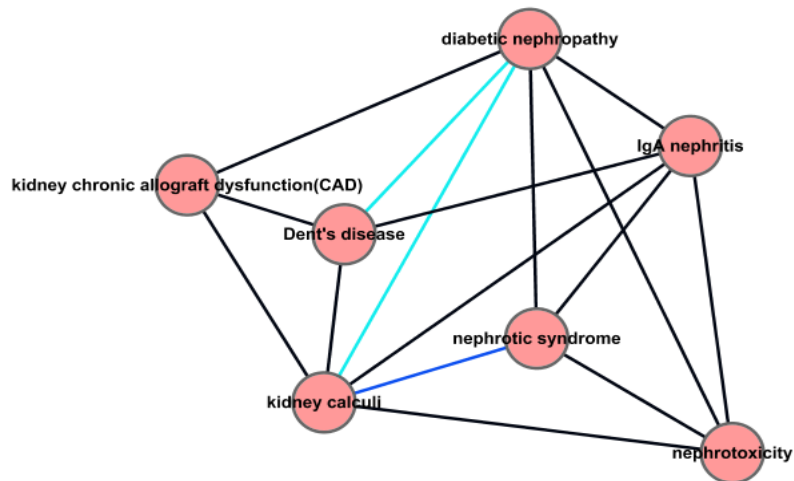 diabetic nephropathy
IgA nephritis
kidney chronic allograft dysfunction(CAD)
Dent's disease
nephrotic syndrome
kidney calculi
nephrotoxicity